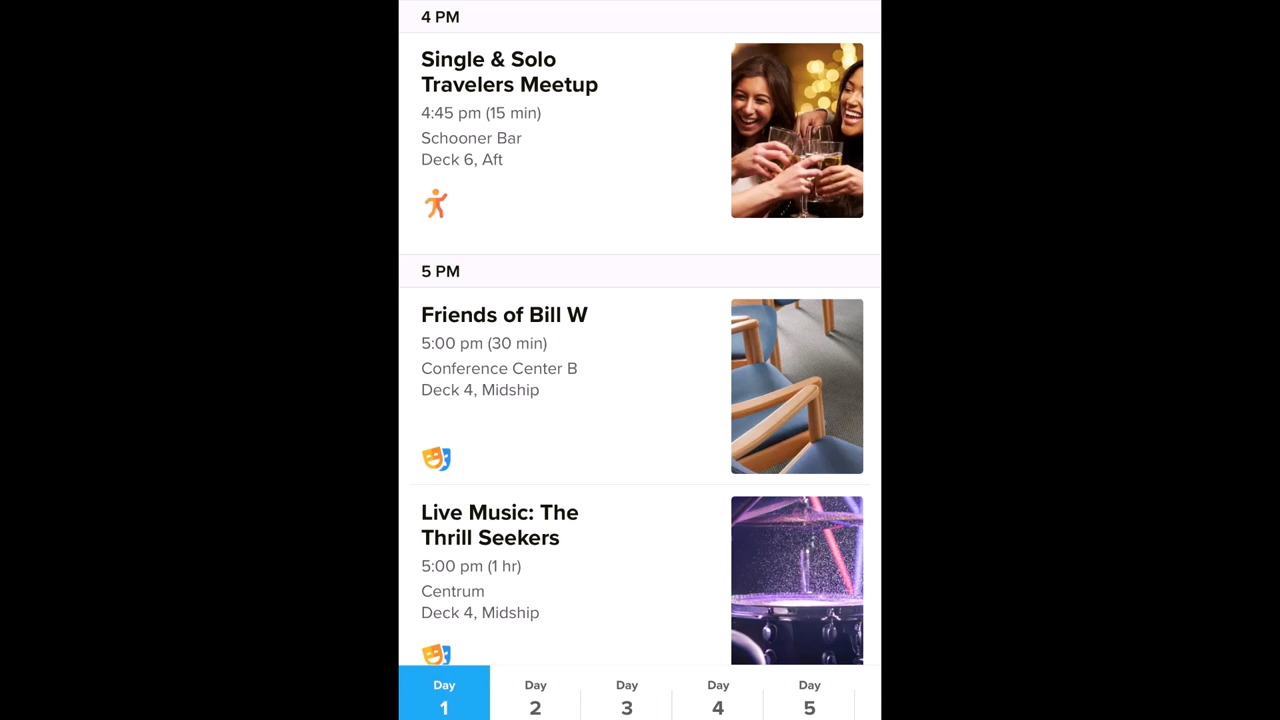 4 PM
Single & Solo
Travelers Meetup
4:45 pm (15 min)
Schooner Bar
Deck 6, Aft
5 PM
Friends of Bill W
5:00 pm (30 min)
Conference Center B
Deck 4, Midship
Live Music: The
Thrill Seekers
5:00 pm (1 hr)
Centrum
Deck 4, Midship
Day Day Day Day Day
1 2 3 4 5